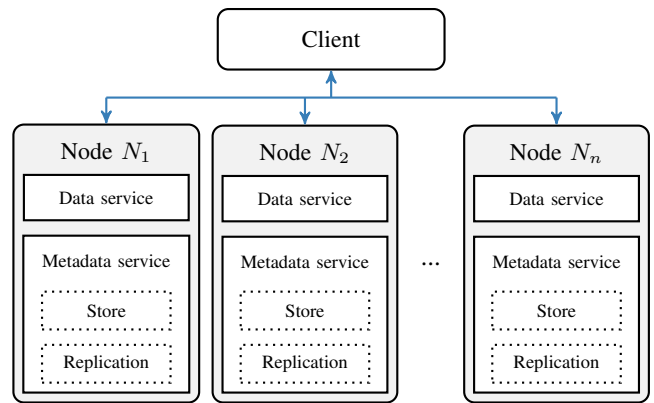 Client
Node N₁
Data service
Metadata service
Store
Replication
Node N₂
Data service
Metadata service
Store
Replication
...
Node Nₙ
Data service
Metadata service
Store
Replication